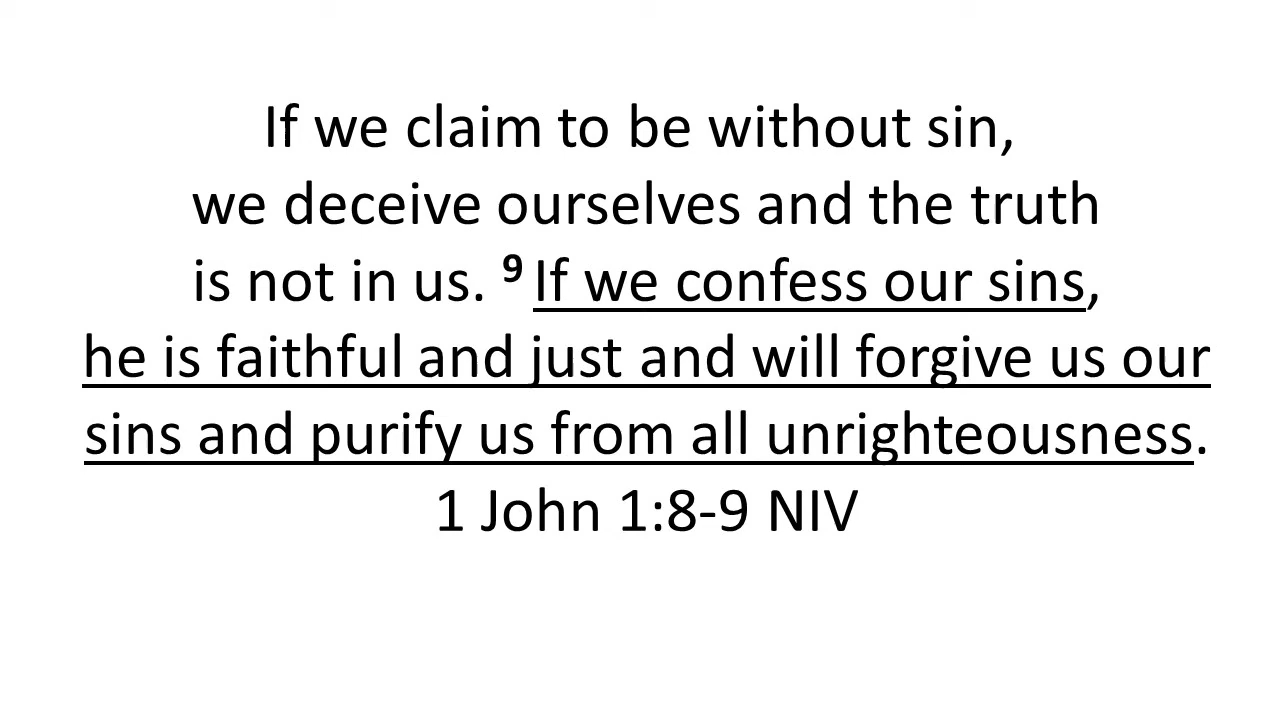 If we claim to be without sin,
we deceive ourselves and the truth
is not in us. 9 If we confess our sins,
he is faithful and just and will forgive us our
sins and purify us from all unrighteousness.
1 John 1:8-9 NIV